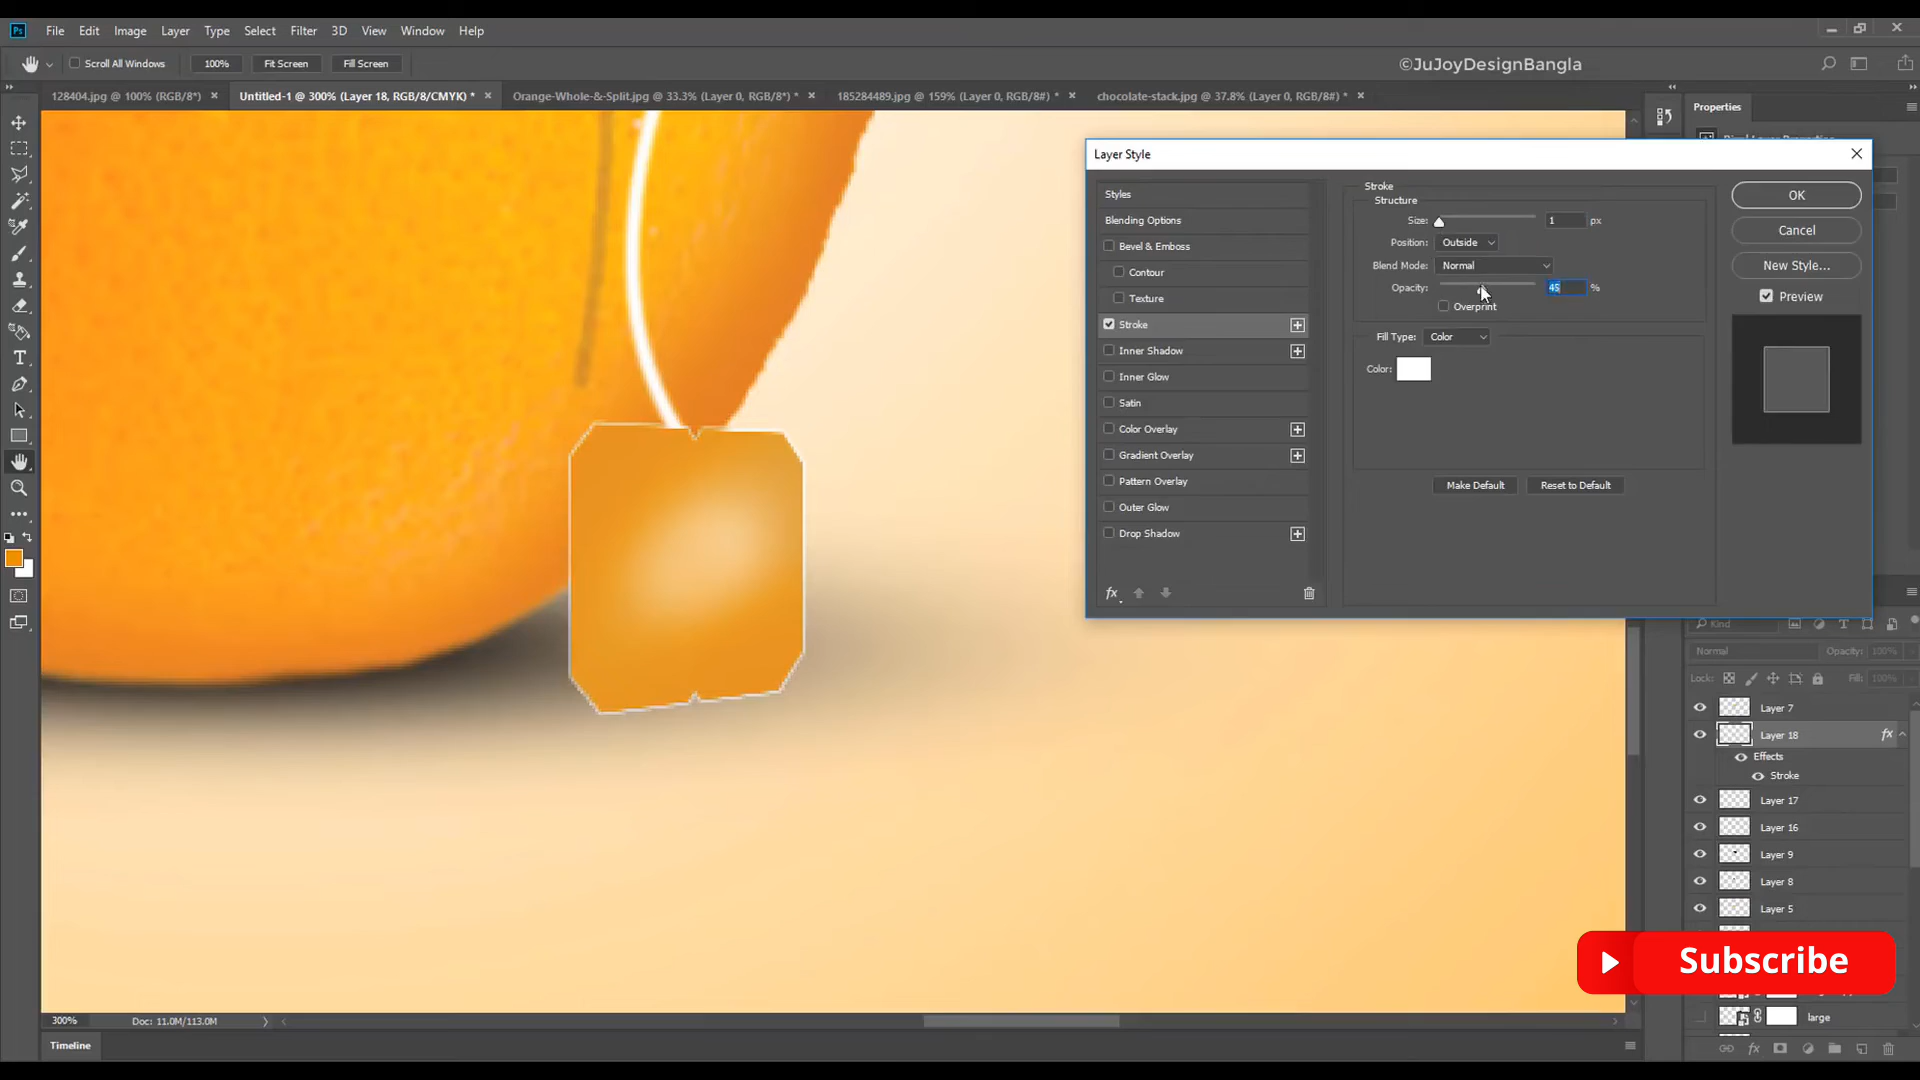 Ps File Edit Image Layer Type Select Filter 3D View Window Help
Scroll All Windows 100% Fit Screen Fill Screen
©JuJoyDesignBangla
128404.jpg @ 100% (RGB/8*) × Untitled-1 @ 300% (Layer 18, RGB/8/CMYK) * × Orange-Whole-&-Split.jpg @ 33.3% (Layer 0, RGB/8*) * × 185284489.jpg @ 159% (Layer 0, RGB/8#) * × chocolate-stack.jpg @ 37.8% (Layer 0, RGB/8#) * ×
Properties
Layer Style
Styles
Blending Options
Bevel & Emboss
Contour
Texture
Stroke
Inner Shadow
Inner Glow
Satin
Color Overlay
Gradient Overlay
Pattern Overlay
Outer Glow
Drop Shadow
fx
Stroke
Structure
Size: 1 px
Position: Outside
Blend Mode: Normal
Opacity: 45 %
Overprint
Fill Type: Color
Color:
Make Default Reset to Default
OK
Cancel
New Style...
Preview
Kind
Normal Opacity: 100%
Lock: Fill: 100%
Layer 7
Layer 18 fx
Effects
Stroke
Layer 17
Layer 16
Layer 9
Layer 8
Layer 5
Subscribe
large
fx
300% Doc: 11.0M/113.0M
Timeline